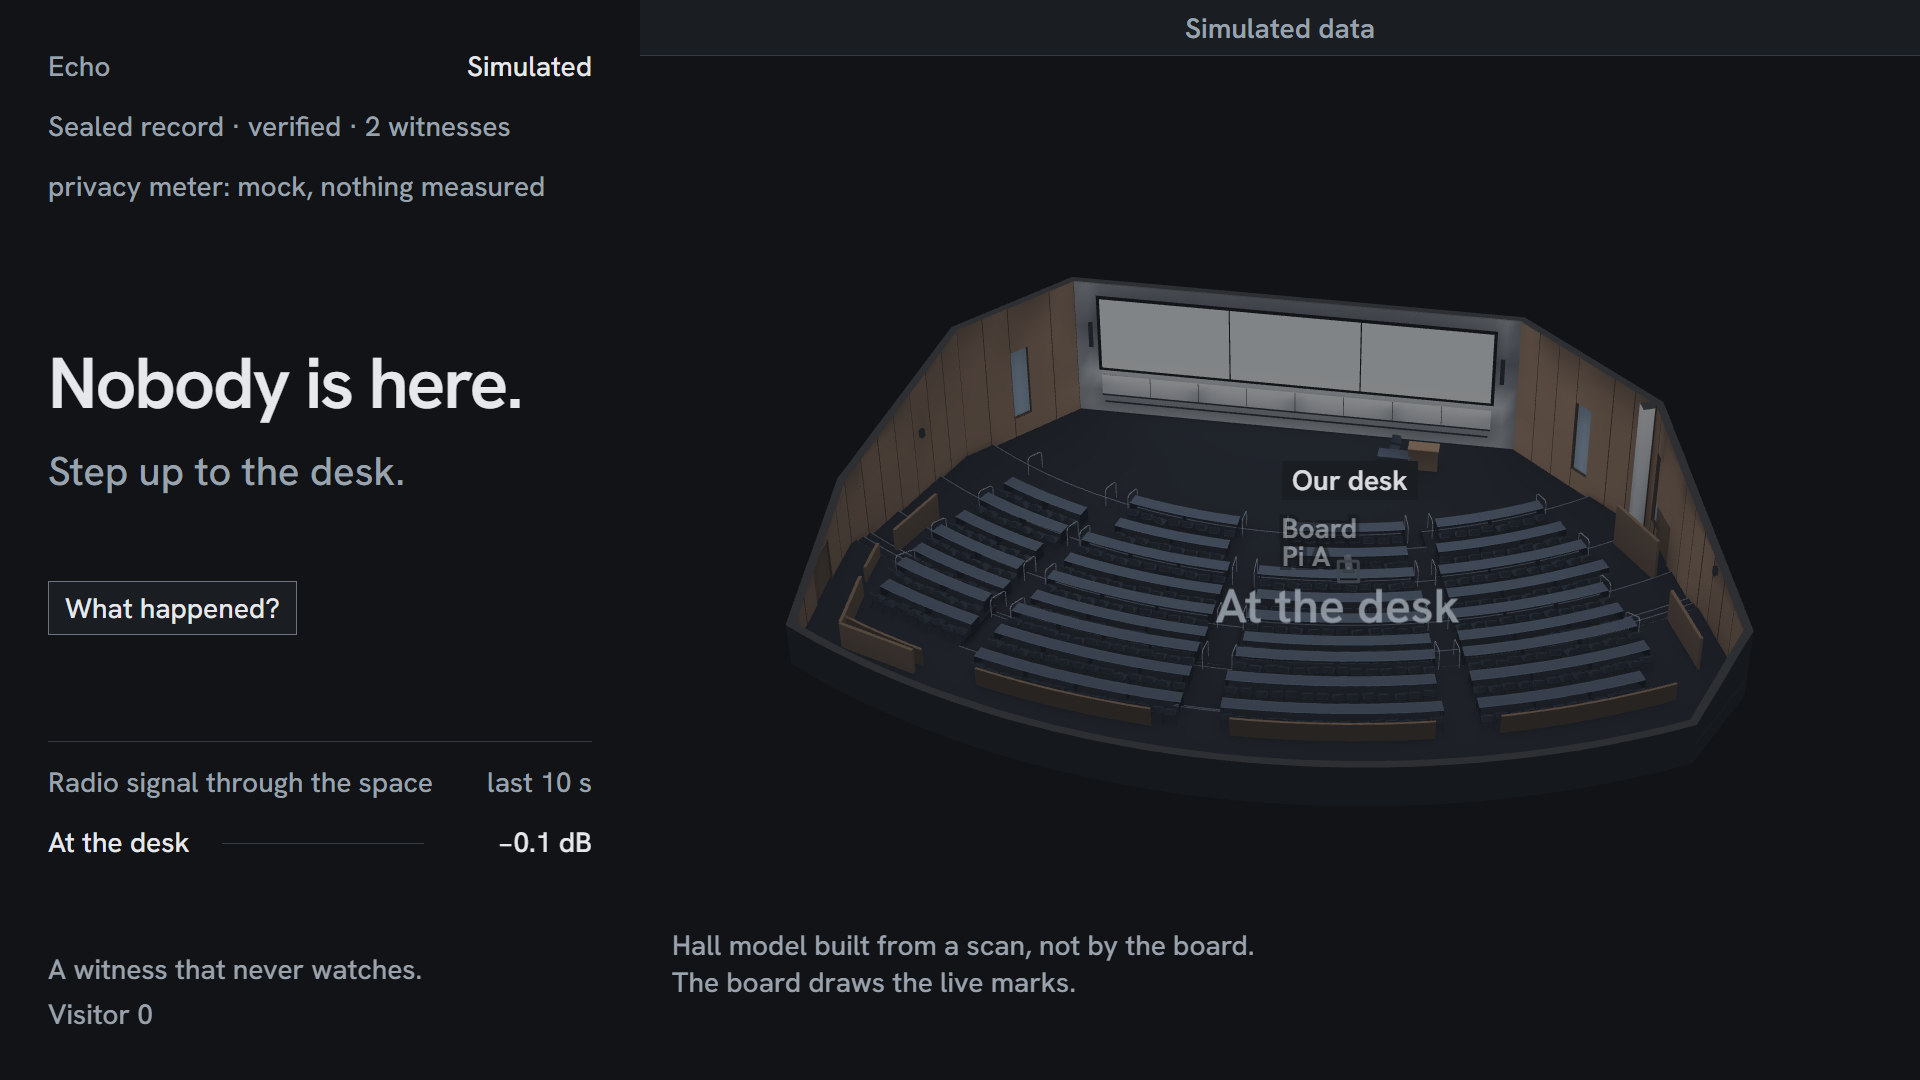 Echo
Simulated
Sealed record · verified · 2 witnesses
privacy meter: mock, nothing measured
Nobody is here.
Step up to the desk.
What happened?
Radio signal through the space
last 10 s
At the desk
−0.1 dB
A witness that never watches.
Visitor 0
Simulated data
Our desk
Board
Pi A
At the desk
Hall model built from a scan, not by the board.
The board draws the live marks.